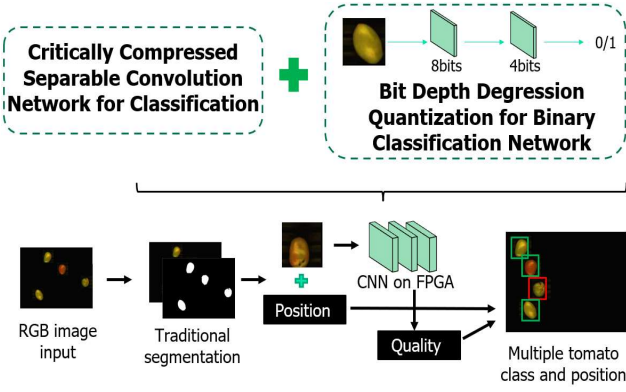 Critically Compressed
Separable Convolution
Network for Classification
8bits
4bits
0/1
Bit Depth Degression
Quantization for Binary
Classification Network
RGB image
input
Traditional
segmentation
Position
CNN on FPGA
Quality
Multiple tomato
class and position